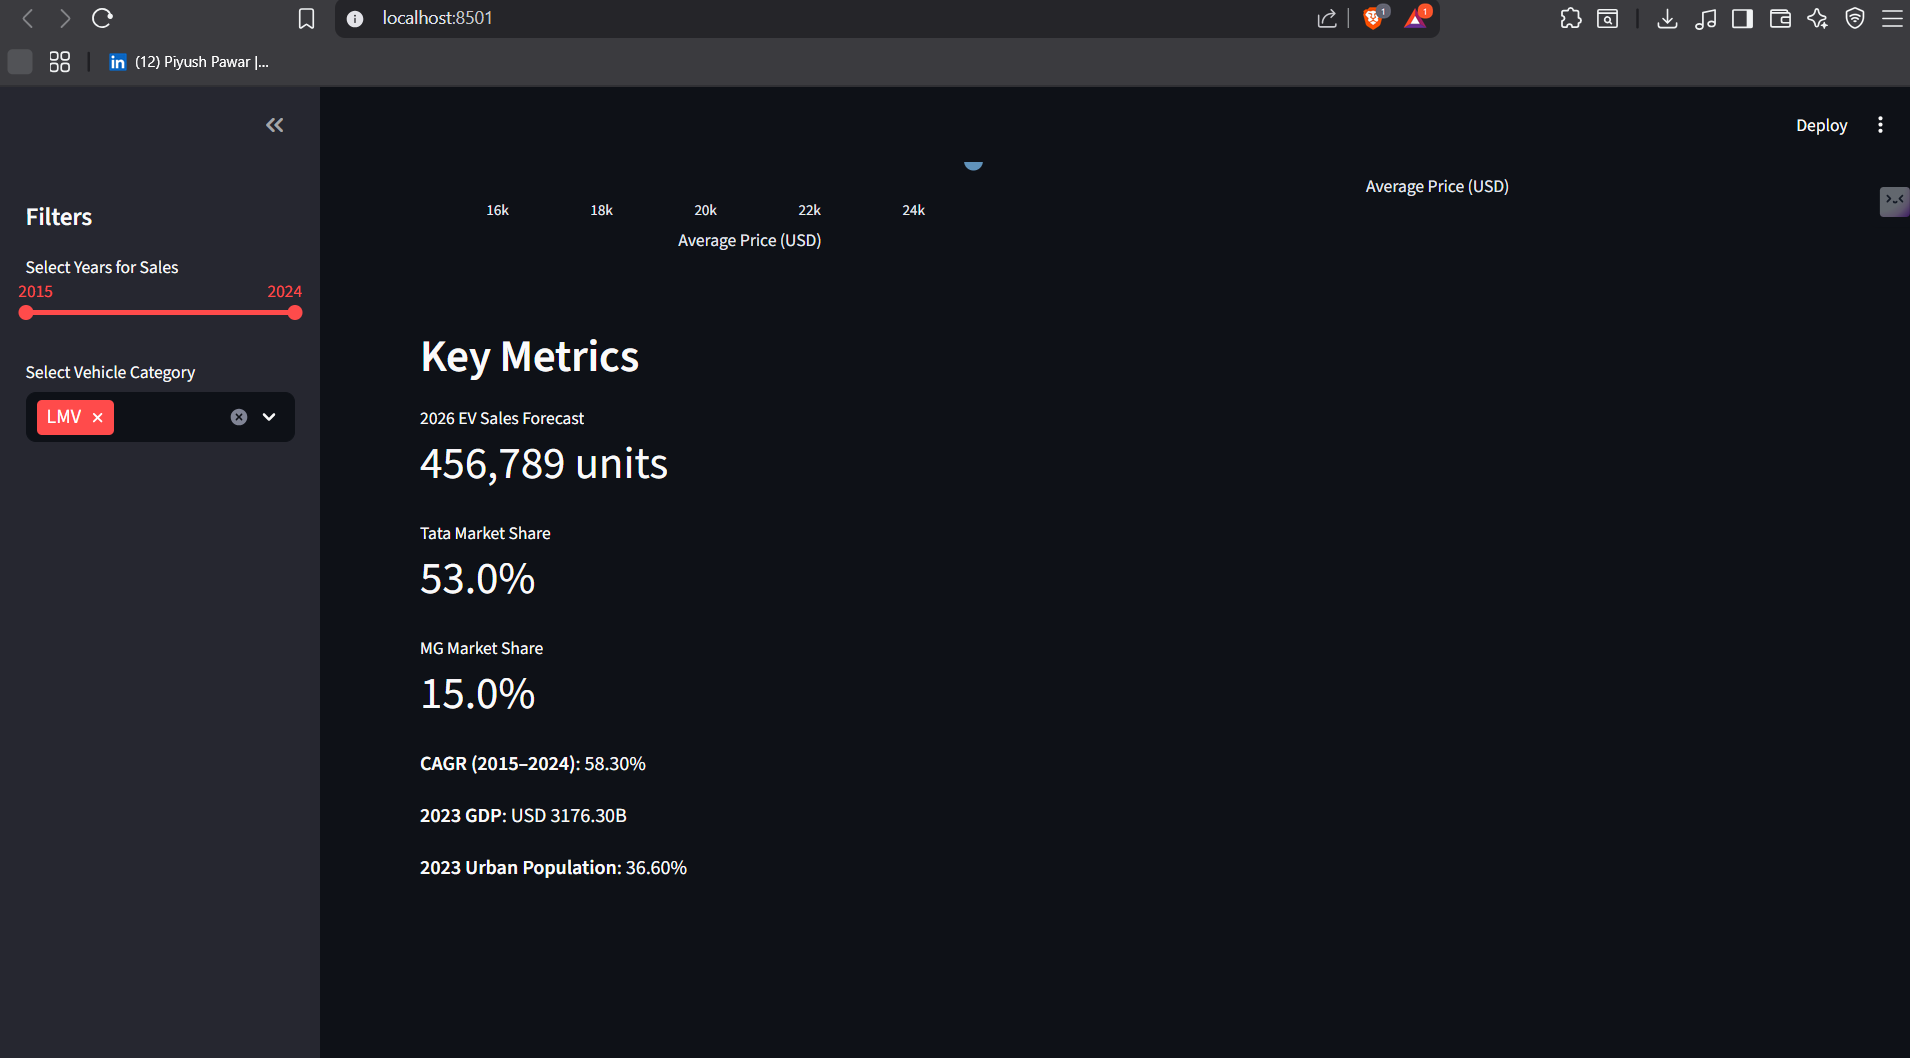 localhost:8501
1
1
in (12) Piyush Pawar |...
Deploy
Filters
Select Years for Sales
2015 2024
Select Vehicle Category
LMV
16k 18k 20k 22k 24k
Average Price (USD)
Average Price (USD)
Key Metrics
2026 EV Sales Forecast
456,789 units
Tata Market Share
53.0%
MG Market Share
15.0%
CAGR (2015–2024): 58.30%
2023 GDP: USD 3176.30B
2023 Urban Population: 36.60%